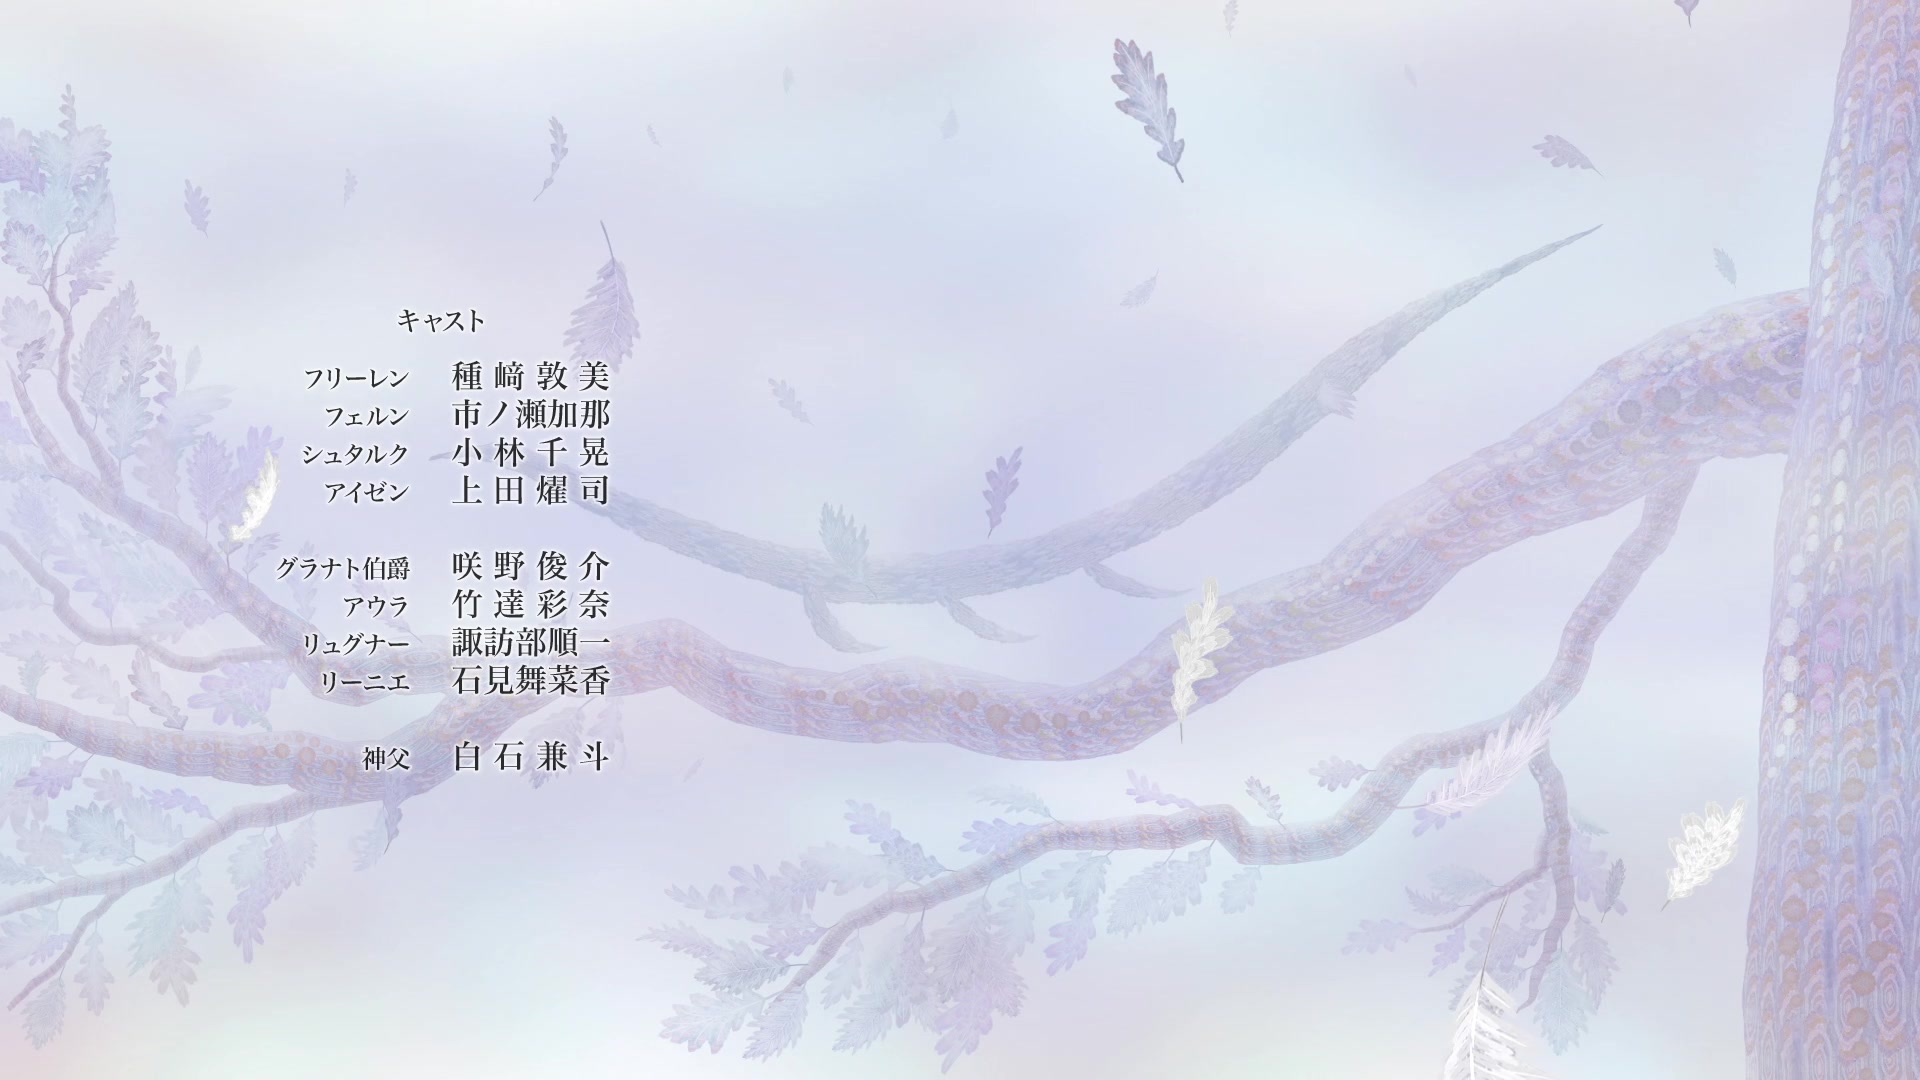 キャスト
フリーレン 種﨑敦美
フェルン 市ノ瀬加那
シュタルク 小林千晃
アイゼン 上田燿司
グラナト伯爵 咲野俊介
アウラ 竹達彩奈
リュグナー 諏訪部順一
リーニエ 石見舞菜香
神父 白石兼斗